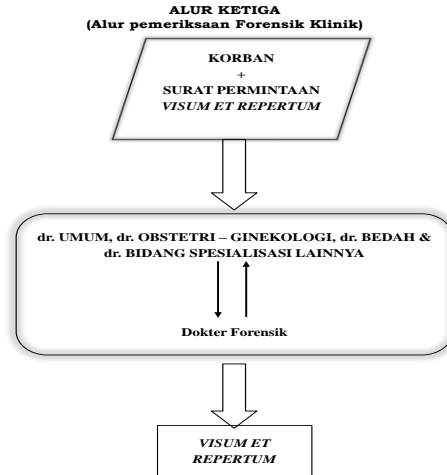 ALUR KETIGA
(Alur pemeriksaan Forensik Klinik)
KORBAN
+
SURAT PERMINTAAN
VISUM ET REPERTUM
dr. UMUM, dr. OBSTETRI – GINEKOLOGI, dr. BEDAH &
dr. BIDANG SPESIALISASI LAINNYA
Dokter Forensik
VISUM ET
REPERTUM